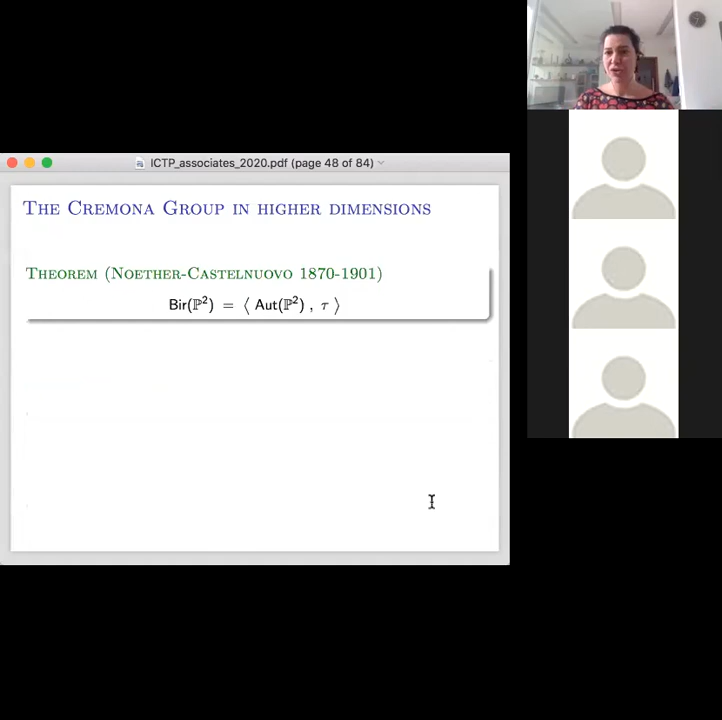 ICTP_associates_2020.pdf (page 48 of 84)
The Cremona Group in higher dimensions
Theorem (Noether-Castelnuovo 1870-1901)
Bir(ℙ²) = ⟨ Aut(ℙ²) , τ ⟩